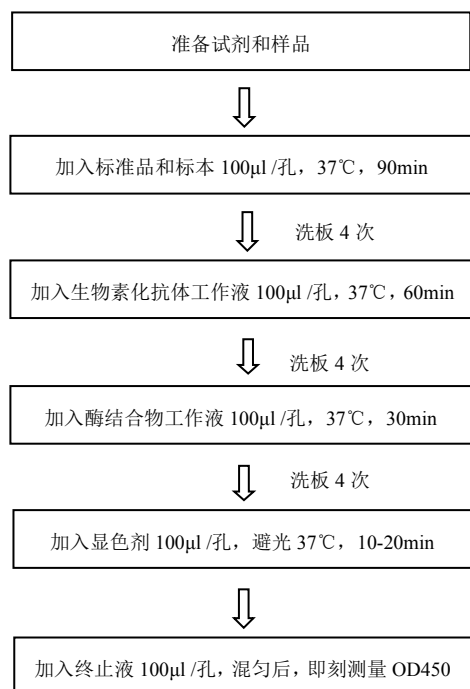 准备试剂和样品
加入标准品和标本 100μl /孔，37℃，90min
洗板 4 次
加入生物素化抗体工作液 100μl /孔，37℃，60min
洗板 4 次
加入酶结合物工作液 100μl /孔，37℃，30min
洗板 4 次
加入显色剂 100μl /孔，避光 37℃，10-20min
加入终止液 100μl /孔，混匀后，即刻测量 OD450